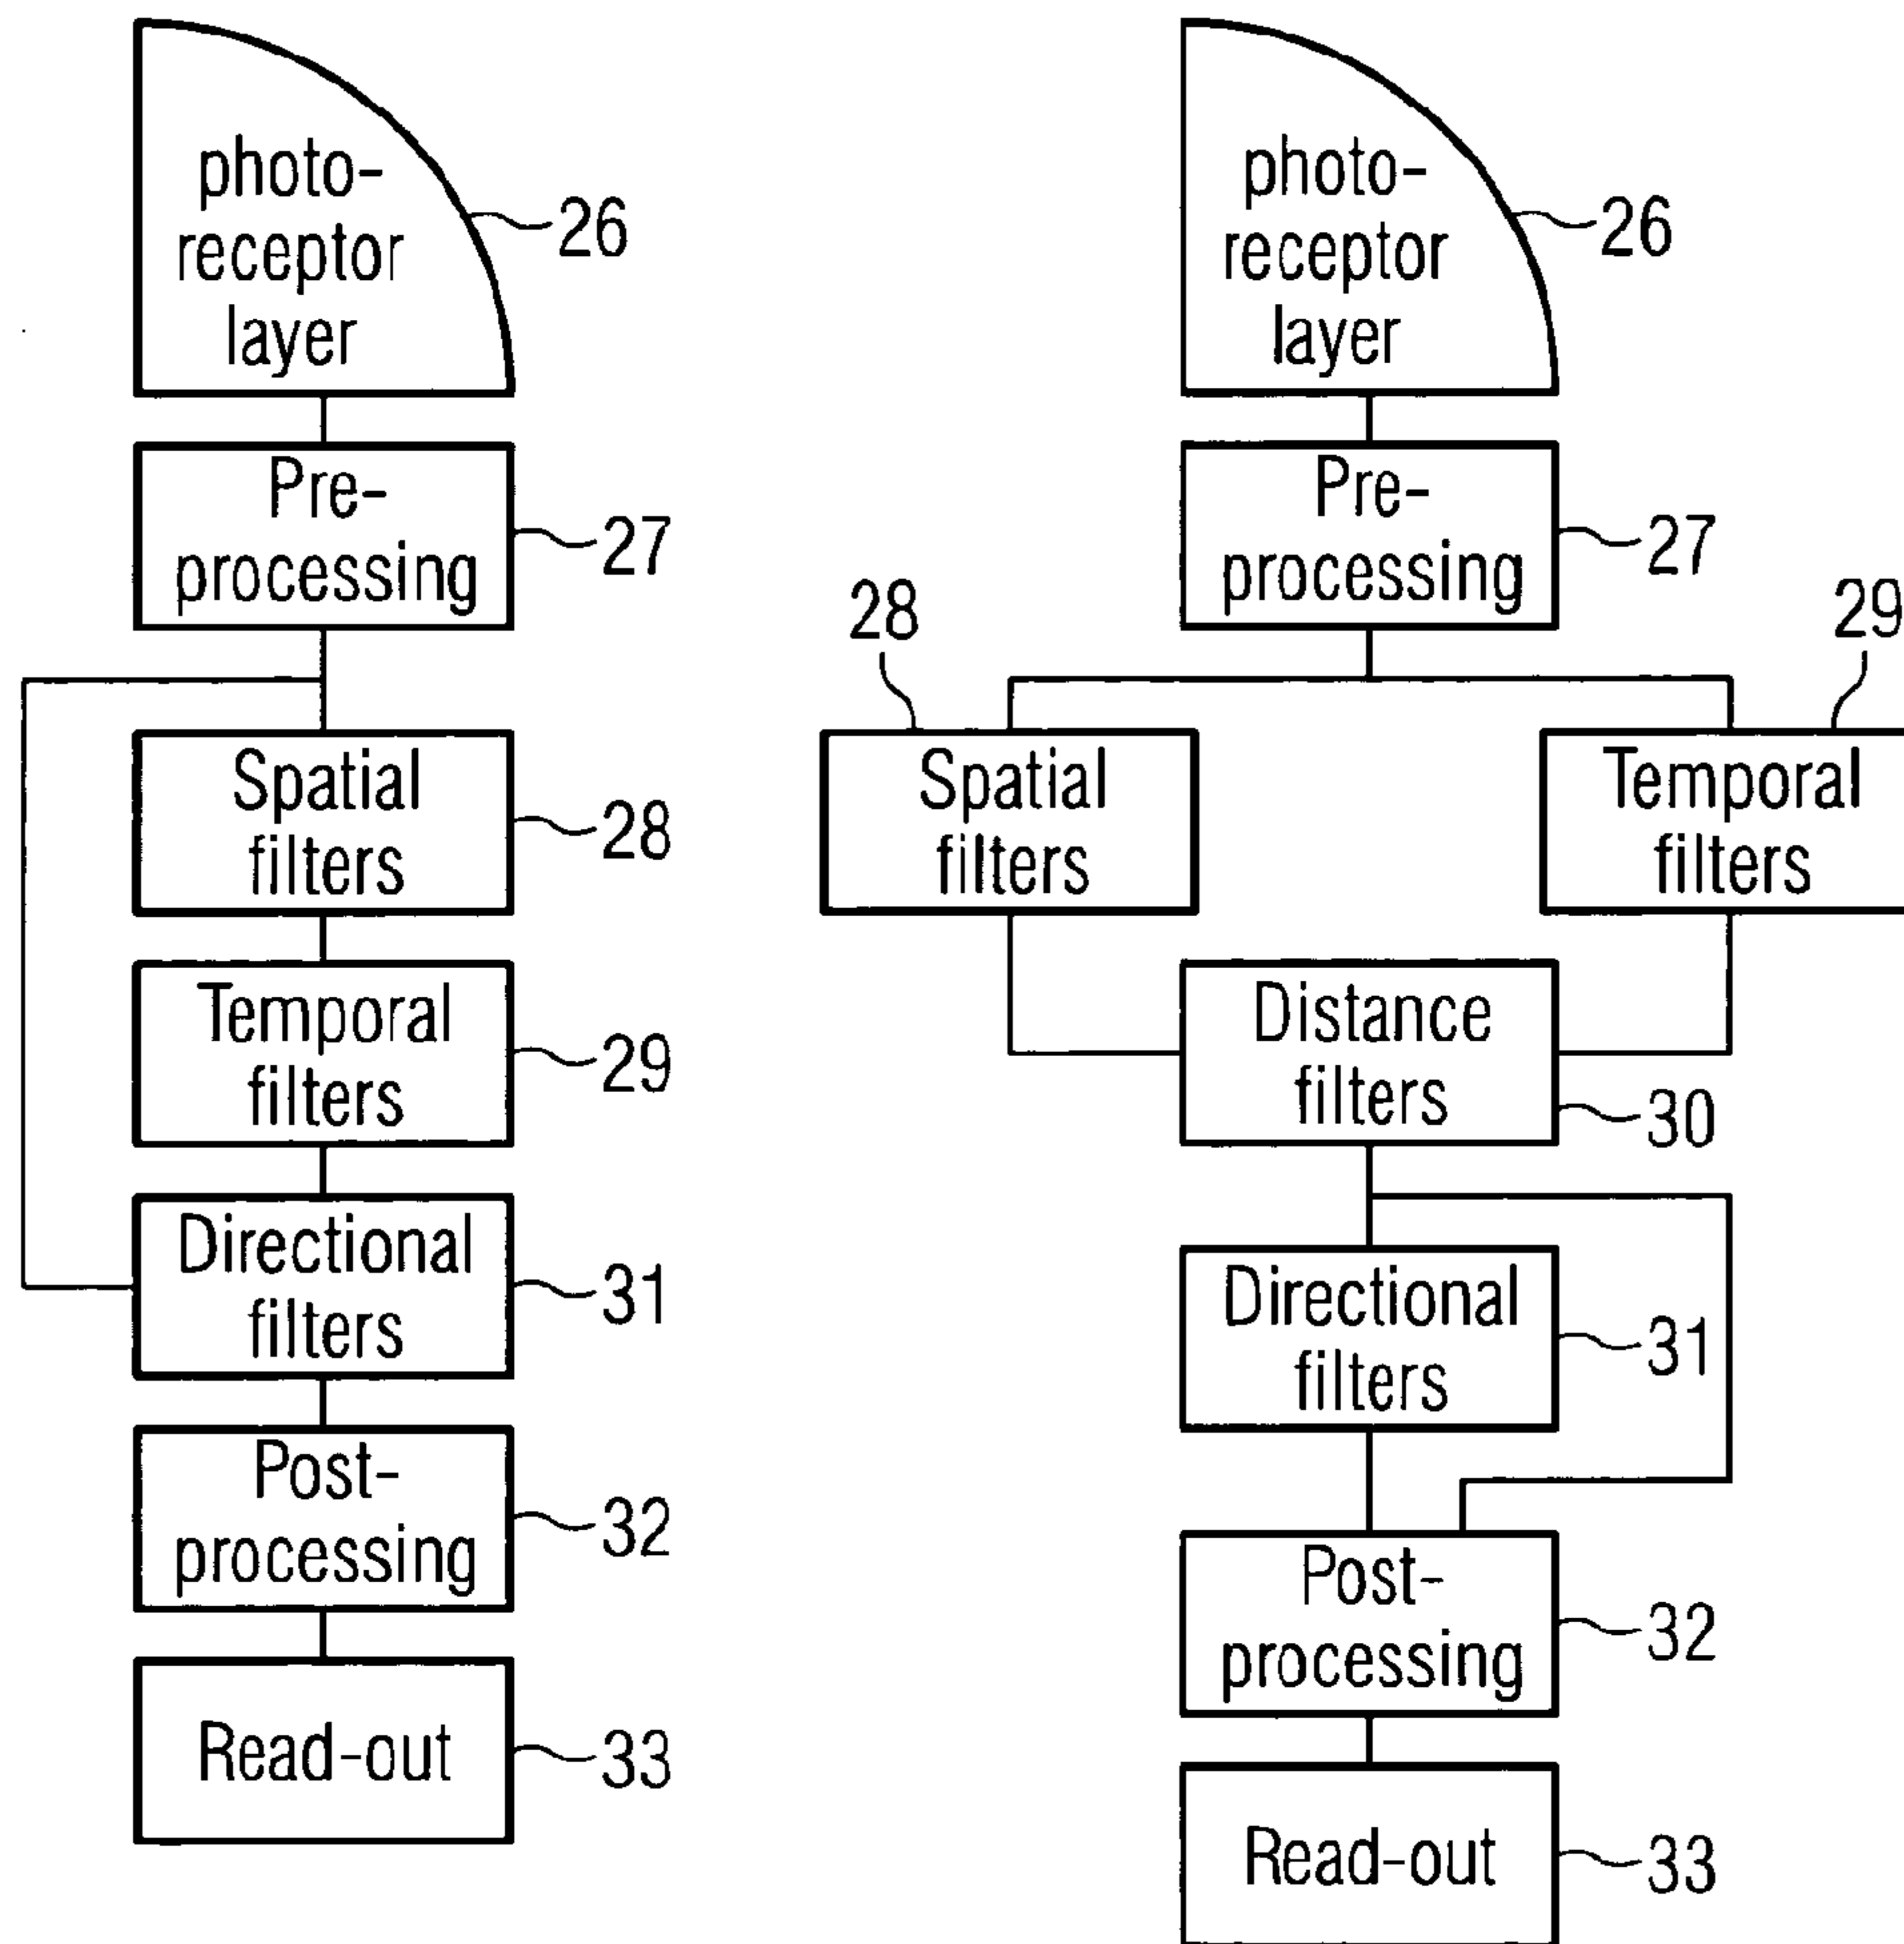 photo-
receptor
layer
26
Pre-
processing
27
Spatial
filters
28
Temporal
filters
29
Directional
filters
31
Post-
processing
32
Read-out
33
photo-
receptor
layer
26
Pre-
processing
27
28
Spatial
filters
29
Temporal
filters
Distance
filters
30
Directional
filters
31
Post-
processing
32
Read-out
33